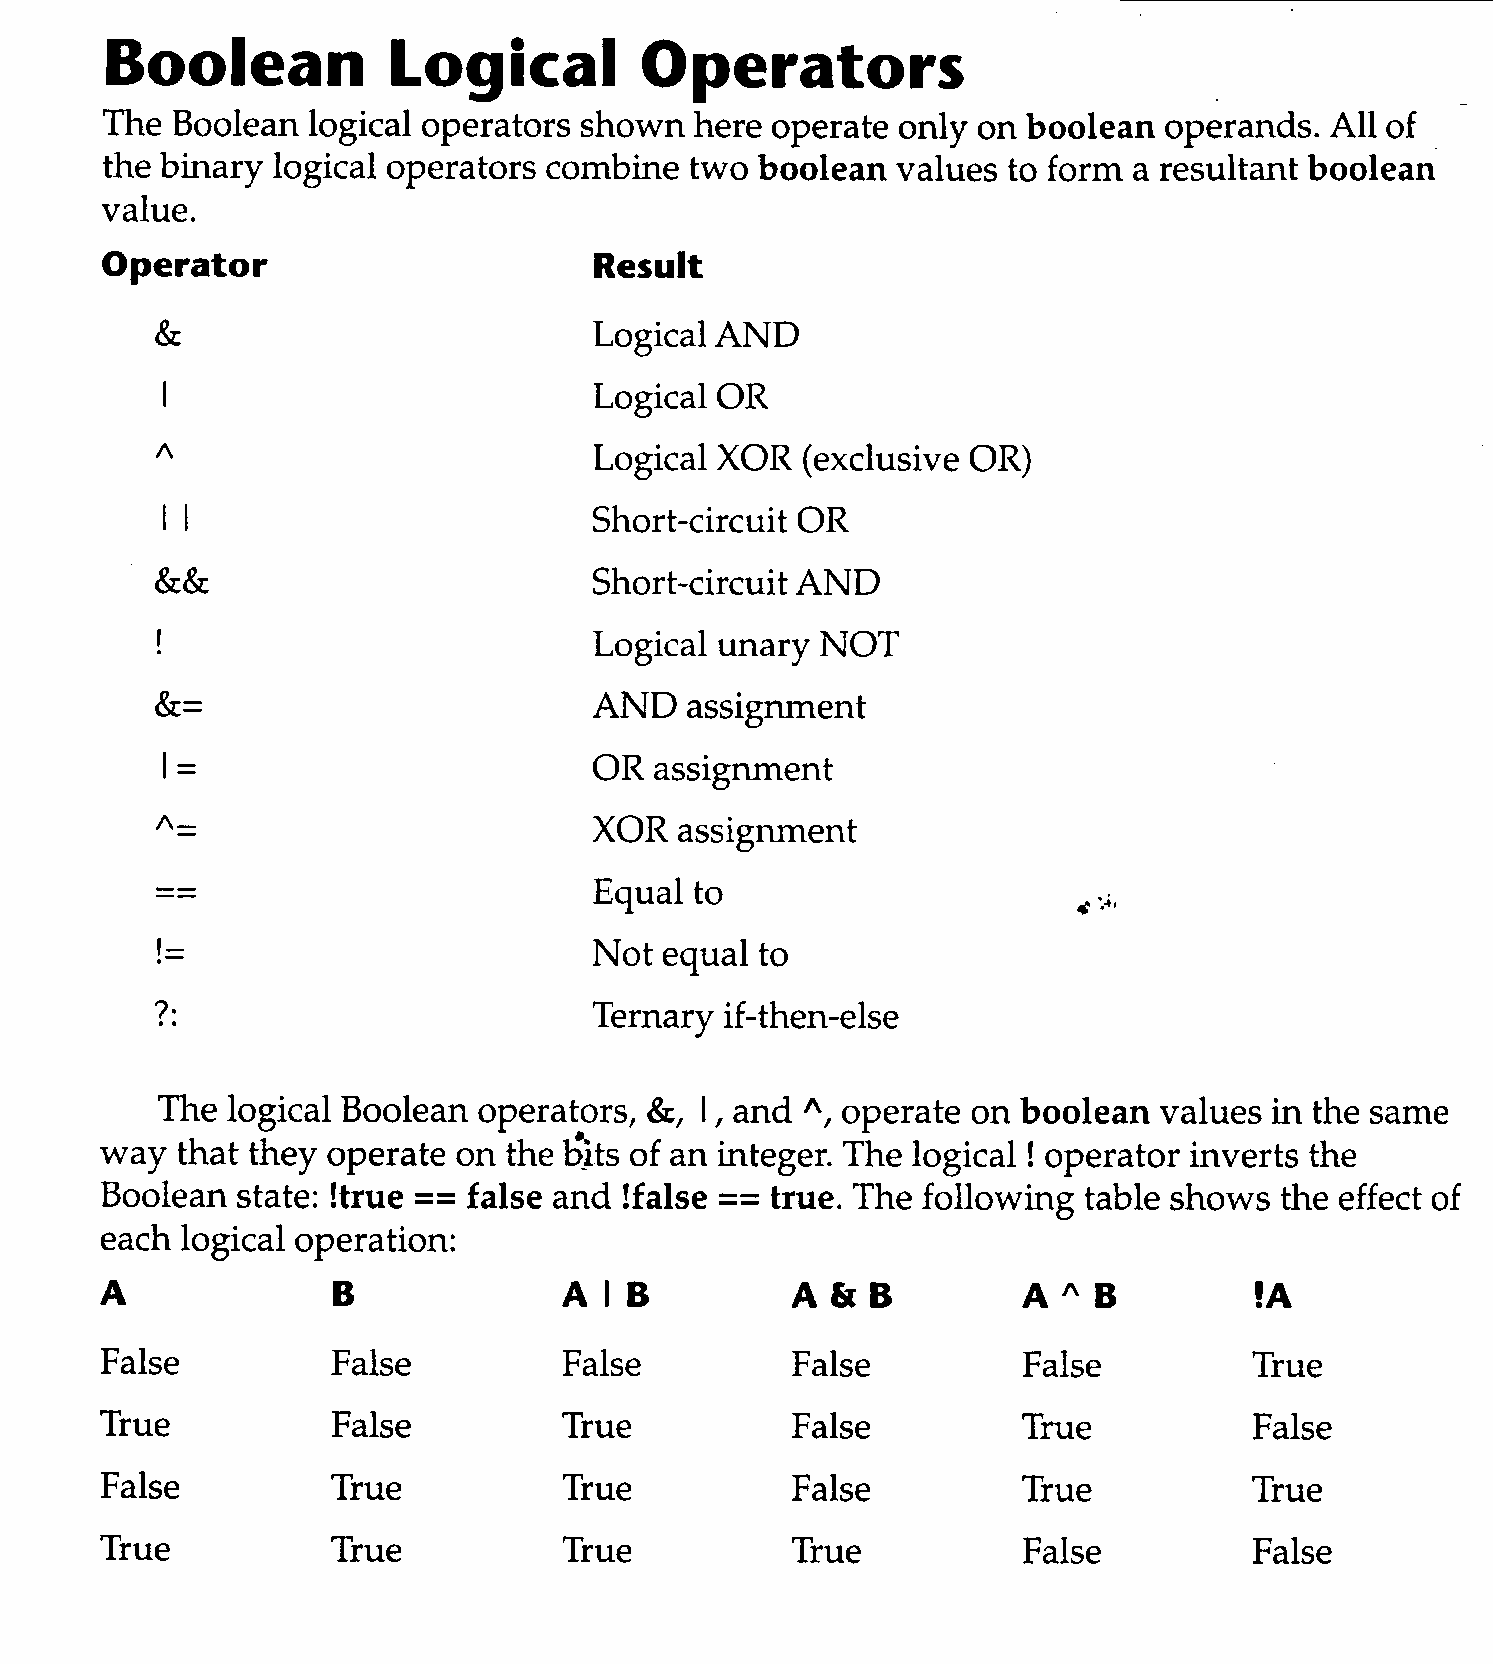 Boolean Logical Operators
The Boolean logical operators shown here operate only on boolean operands. All of
the binary logical operators combine two boolean values to form a resultant boolean
value.
Operator Result
& Logical AND
| Logical OR
^ Logical XOR (exclusive OR)
|| Short-circuit OR
&& Short-circuit AND
! Logical unary NOT
&= AND assignment
|= OR assignment
^= XOR assignment
== Equal to
!= Not equal to
?: Ternary if-then-else
The logical Boolean operators, &, |, and ^, operate on boolean values in the same
way that they operate on the bits of an integer. The logical ! operator inverts the
Boolean state: !true == false and !false == true. The following table shows the effect of
each logical operation:
A B A | B A & B A ^ B !A
False False False False False True
True False True False True False
False True True False True True
True True True True False False